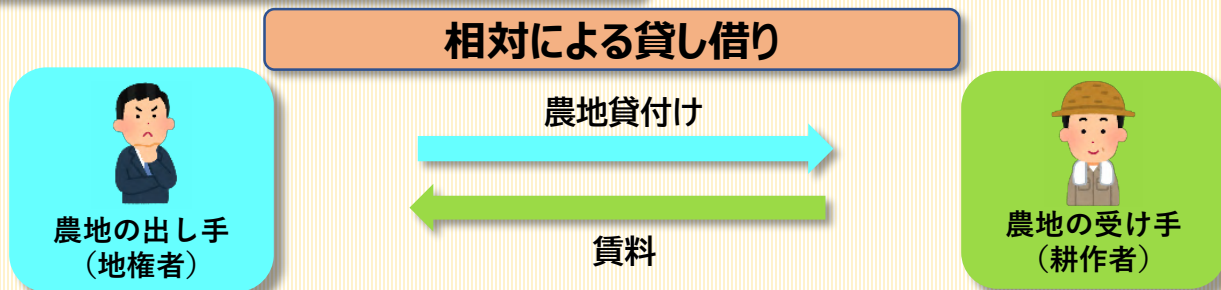 相対による貸し借り
農地貸付け
農地の出し手
（地権者）
賃料
農地の受け手
（耕作者）